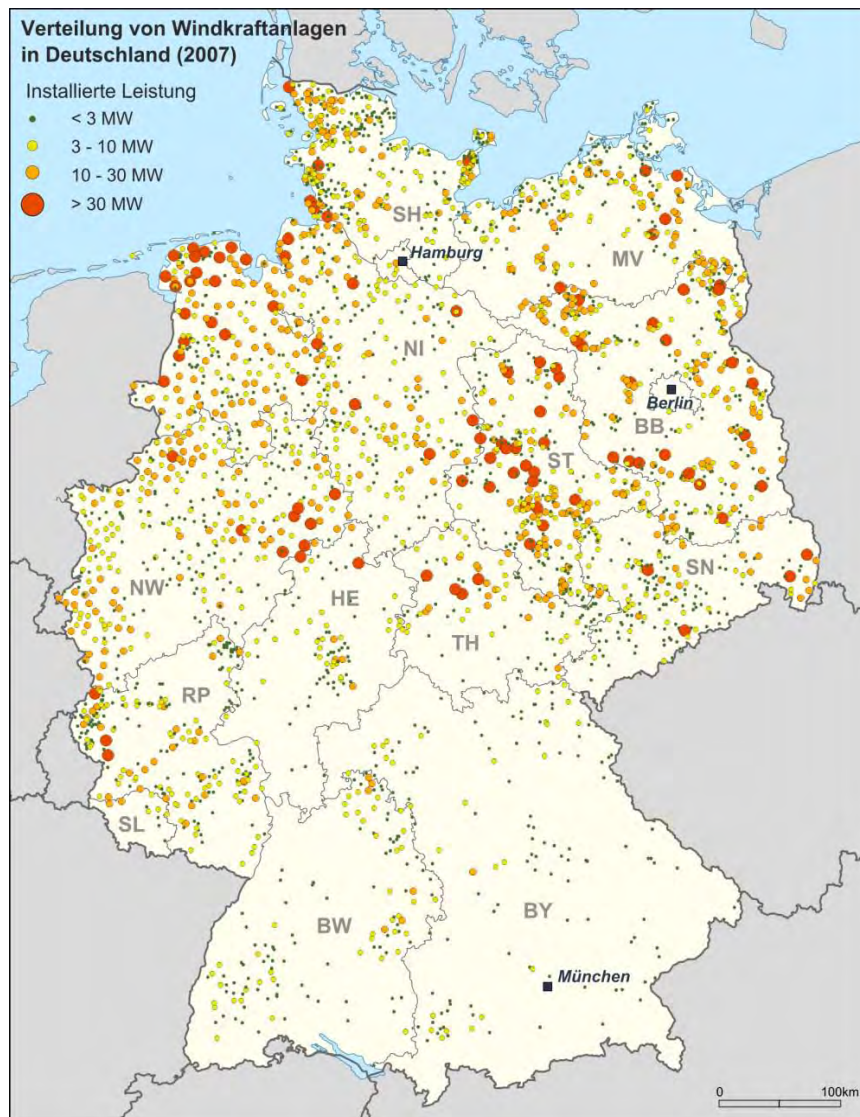 Verteilung von Windkraftanlagen
in Deutschland (2007)
Installierte Leistung
< 3 MW
3 - 10 MW
10 - 30 MW
> 30 MW
SH
Hamburg
MV
NI
Berlin
BB
ST
NW
HE
SN
TH
RP
SL
BW
BY
München
0 100km